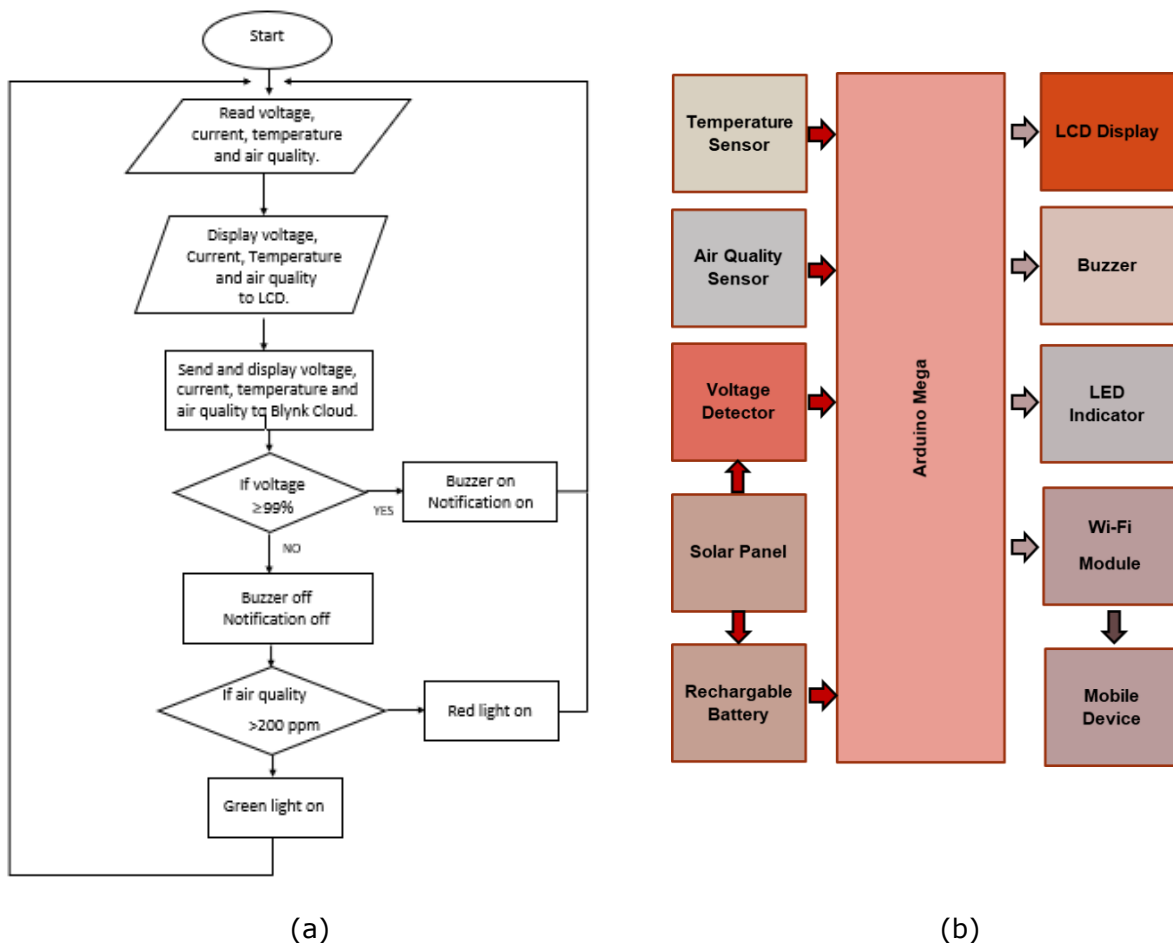 Start
Read voltage,
current, temperature
and air quality.
Display voltage,
Current, Temperature
and air quality
to LCD.
Send and display voltage,
current, temperature and
air quality to Blynk Cloud.
If voltage
≥99%
YES
Buzzer on
Notification on
NO
Buzzer off
Notification off
If air quality
>200 ppm
Red light on
Green light on
(a)
Temperature
Sensor
Air Quality
Sensor
Voltage
Detector
Solar Panel
Rechargable
Battery
Arduino Mega
LCD Display
Buzzer
LED
Indicator
Wi-Fi
Module
Mobile
Device
(b)